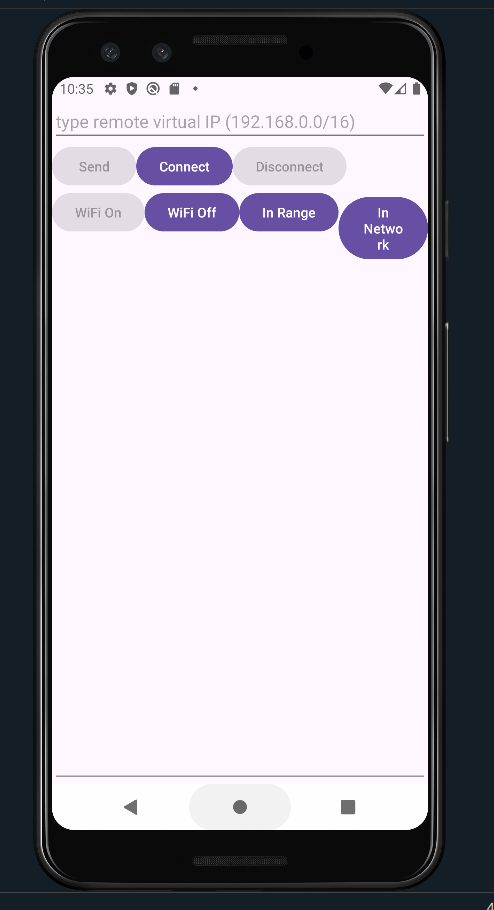 10:35
type remote virtual IP (192.168.0.0/16)
Send Connect Disconnect
WiFi On WiFi Off In Range In
Netwo
rk